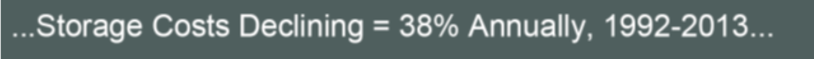 ...Storage Costs Declining = 38% Annually, 1992-2013...